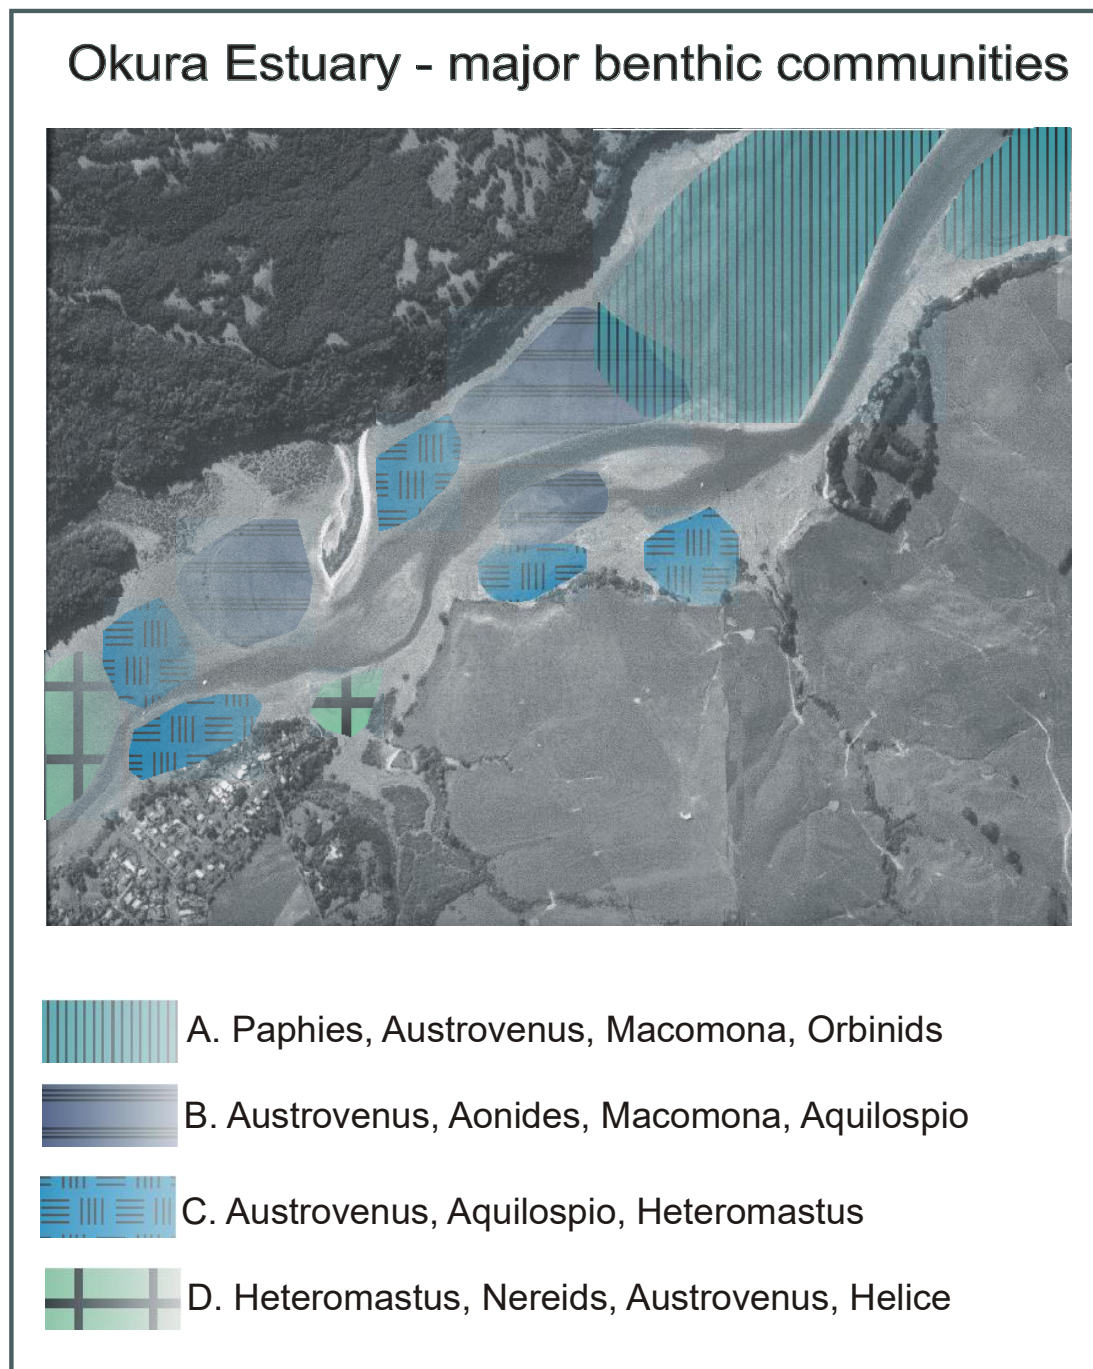 Okura Estuary - major benthic communities
A. Paphies, Austrovenus, Macomona, Orbinids
B. Austrovenus, Aonides, Macomona, Aquilospio
C. Austrovenus, Aquilospio, Heteromastus
D. Heteromastus, Nereids, Austrovenus, Helice